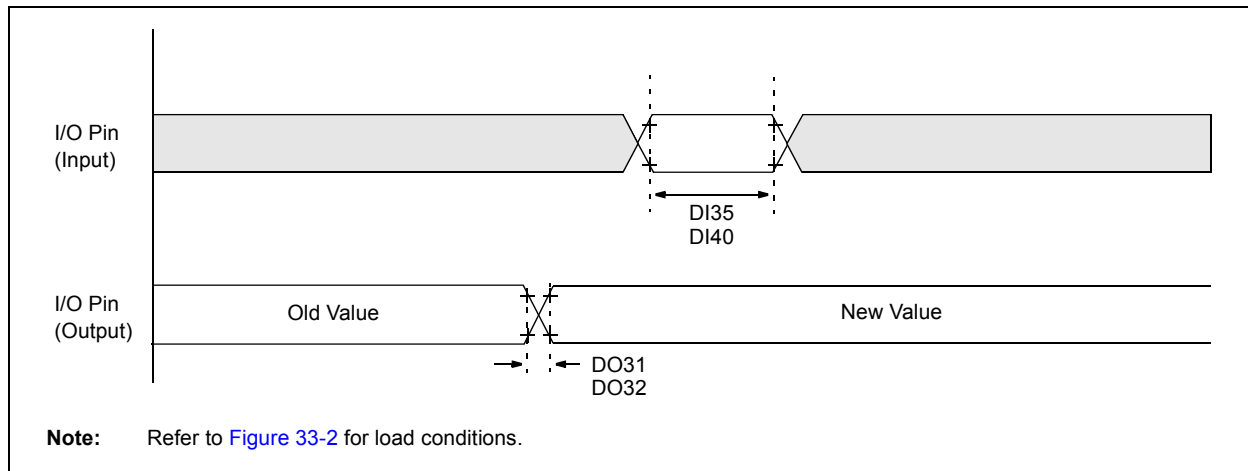 I/O Pin
(Input)
DI35
DI40
I/O Pin
(Output)
Old Value
New Value
DO31
DO32
Note: Refer to Figure 33-2 for load conditions.